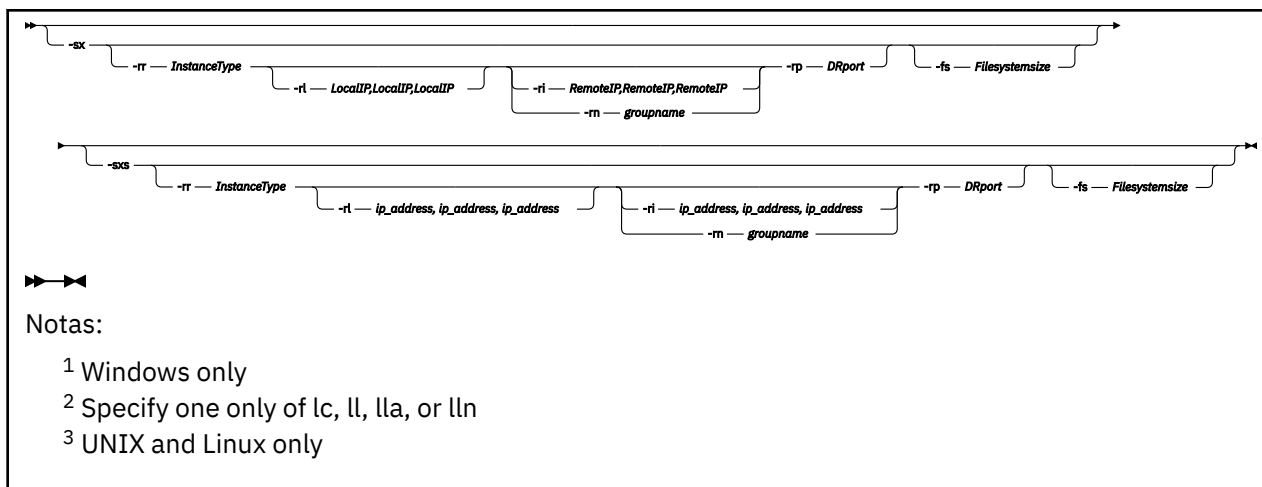 -sx
-rr InstanceType -rp DRport -fs Filesystemsize
-rl LocalIP,LocalIP,LocalIP -ri RemoteIP,RemoteIP,RemoteIP
-rn groupname
-sxs
-rr InstanceType -rp DRport -fs Filesystemsize
-rl ip_address, ip_address, ip_address -ri ip_address, ip_address, ip_address
-rn groupname
Notas:
1 Windows only
2 Specify one only of lc, ll, lla, or lln
3 UNIX and Linux only